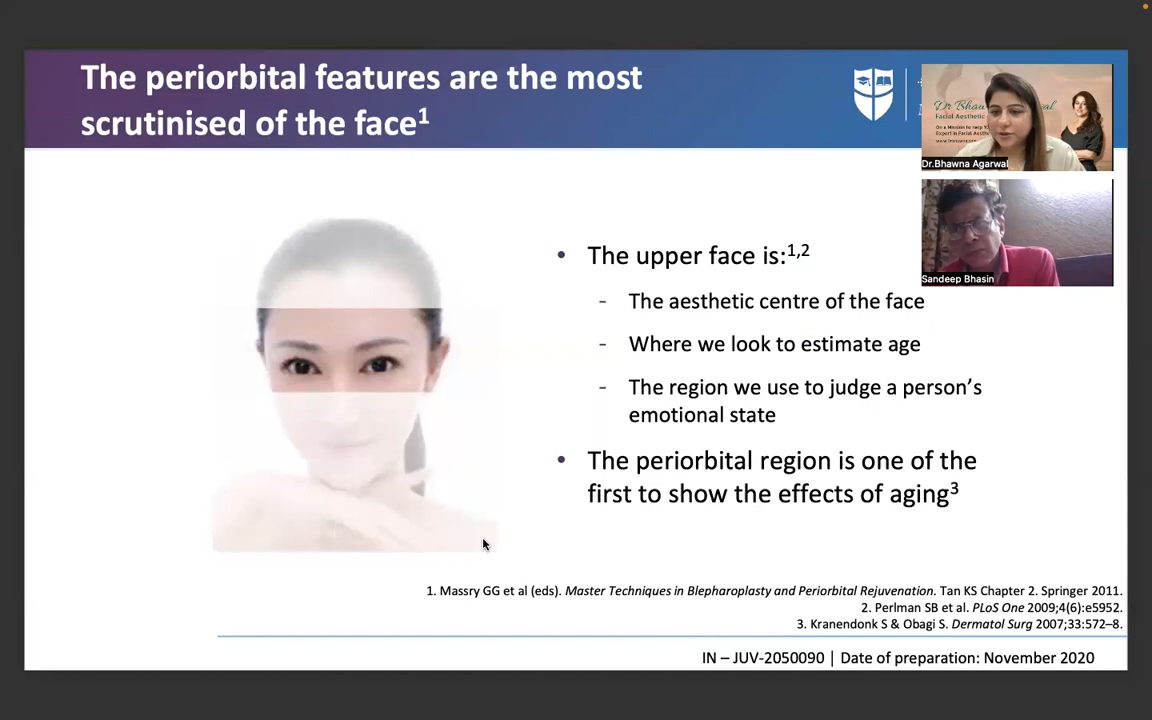 The periorbital features are the most
scrutinised of the face¹
Dr Bhaw
Facial Aesthetic
Dr.Bhawna Agarwal
Sandeep Bhasin
• The upper face is:¹,²
- The aesthetic centre of the face
- Where we look to estimate age
- The region we use to judge a person's
emotional state
• The periorbital region is one of the
first to show the effects of aging³
1. Massry GG et al (eds). Master Techniques in Blepharoplasty and Periorbital Rejuvenation. Tan KS Chapter 2. Springer 2011.
2. Perlman SB et al. PLoS One 2009;4(6):e5952.
3. Kranendonk S & Obagi S. Dermatol Surg 2007;33:572–8.
IN – JUV-2050090 | Date of preparation: November 2020